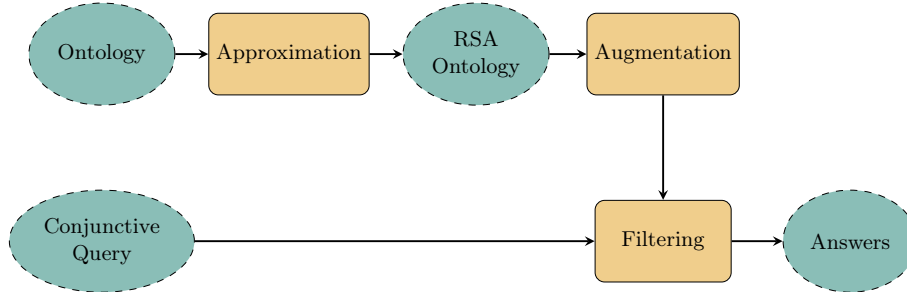 Ontology
Approximation
RSA
Ontology
Augmentation
Conjunctive
Query
Filtering
Answers